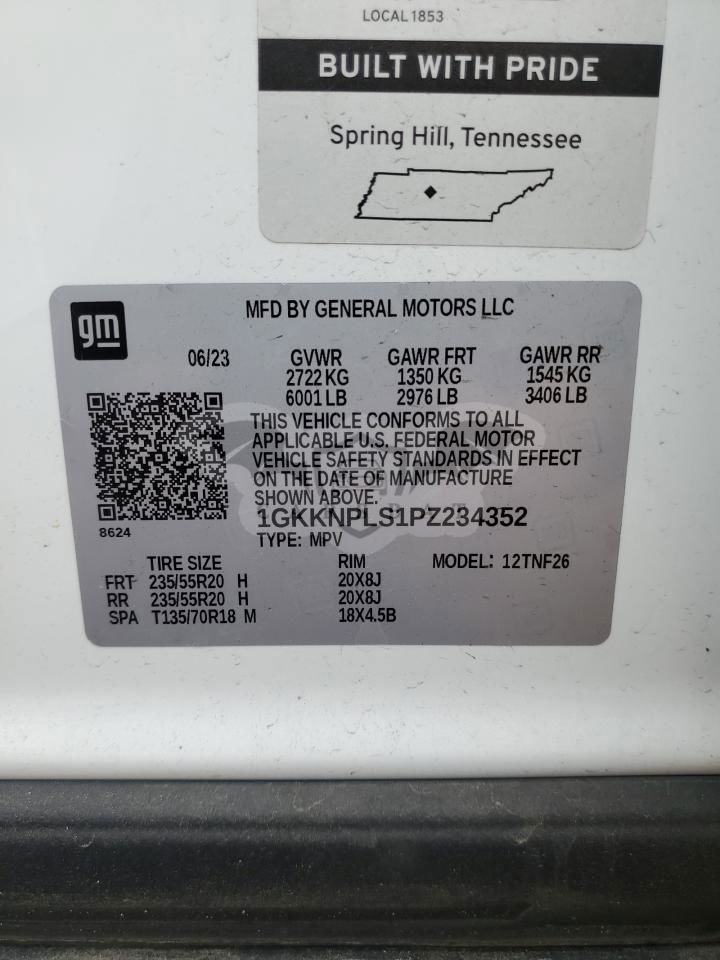 LOCAL 1853
BUILT WITH PRIDE
Spring Hill, Tennessee
gm
MFD BY GENERAL MOTORS LLC
06/23 GVWR GAWR FRT GAWR RR
2722 KG 1350 KG 1545 KG
6001 LB 2976 LB 3406 LB
THIS VEHICLE CONFORMS TO ALL
APPLICABLE U.S. FEDERAL MOTOR
VEHICLE SAFETY STANDARDS IN EFFECT
ON THE DATE OF MANUFACTURE
SHOWN ABOVE.
1GKKNPLS1PZ234352
8624
TYPE: MPV
TIRE SIZE RIM MODEL: 12TNF26
FRT 235/55R20 H 20X8J
RR 235/55R20 H 20X8J
SPA T135/70R18 M 18X4.5B